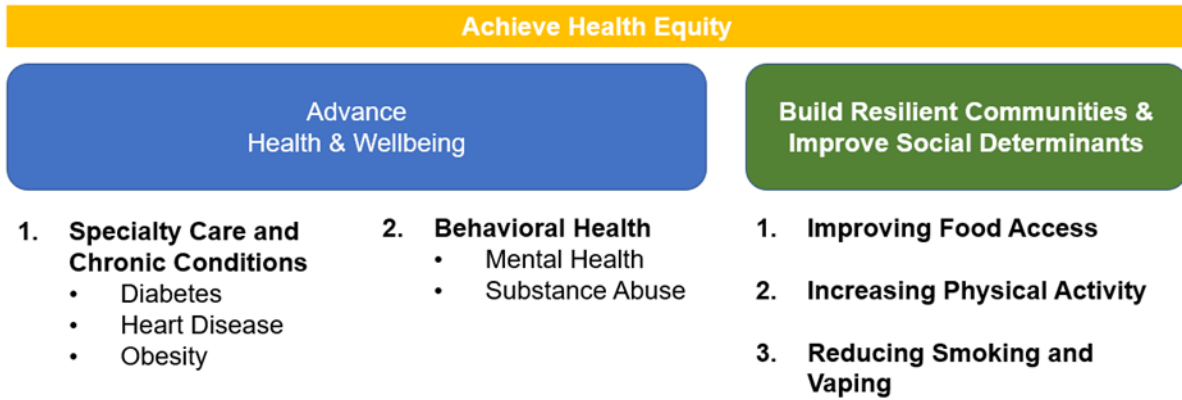 Achieve Health Equity
Advance
Health & Wellbeing
Build Resilient Communities &
Improve Social Determinants
1. Specialty Care and
Chronic Conditions
• Diabetes
• Heart Disease
• Obesity
2. Behavioral Health
• Mental Health
• Substance Abuse
1. Improving Food Access
2. Increasing Physical Activity
3. Reducing Smoking and
Vaping